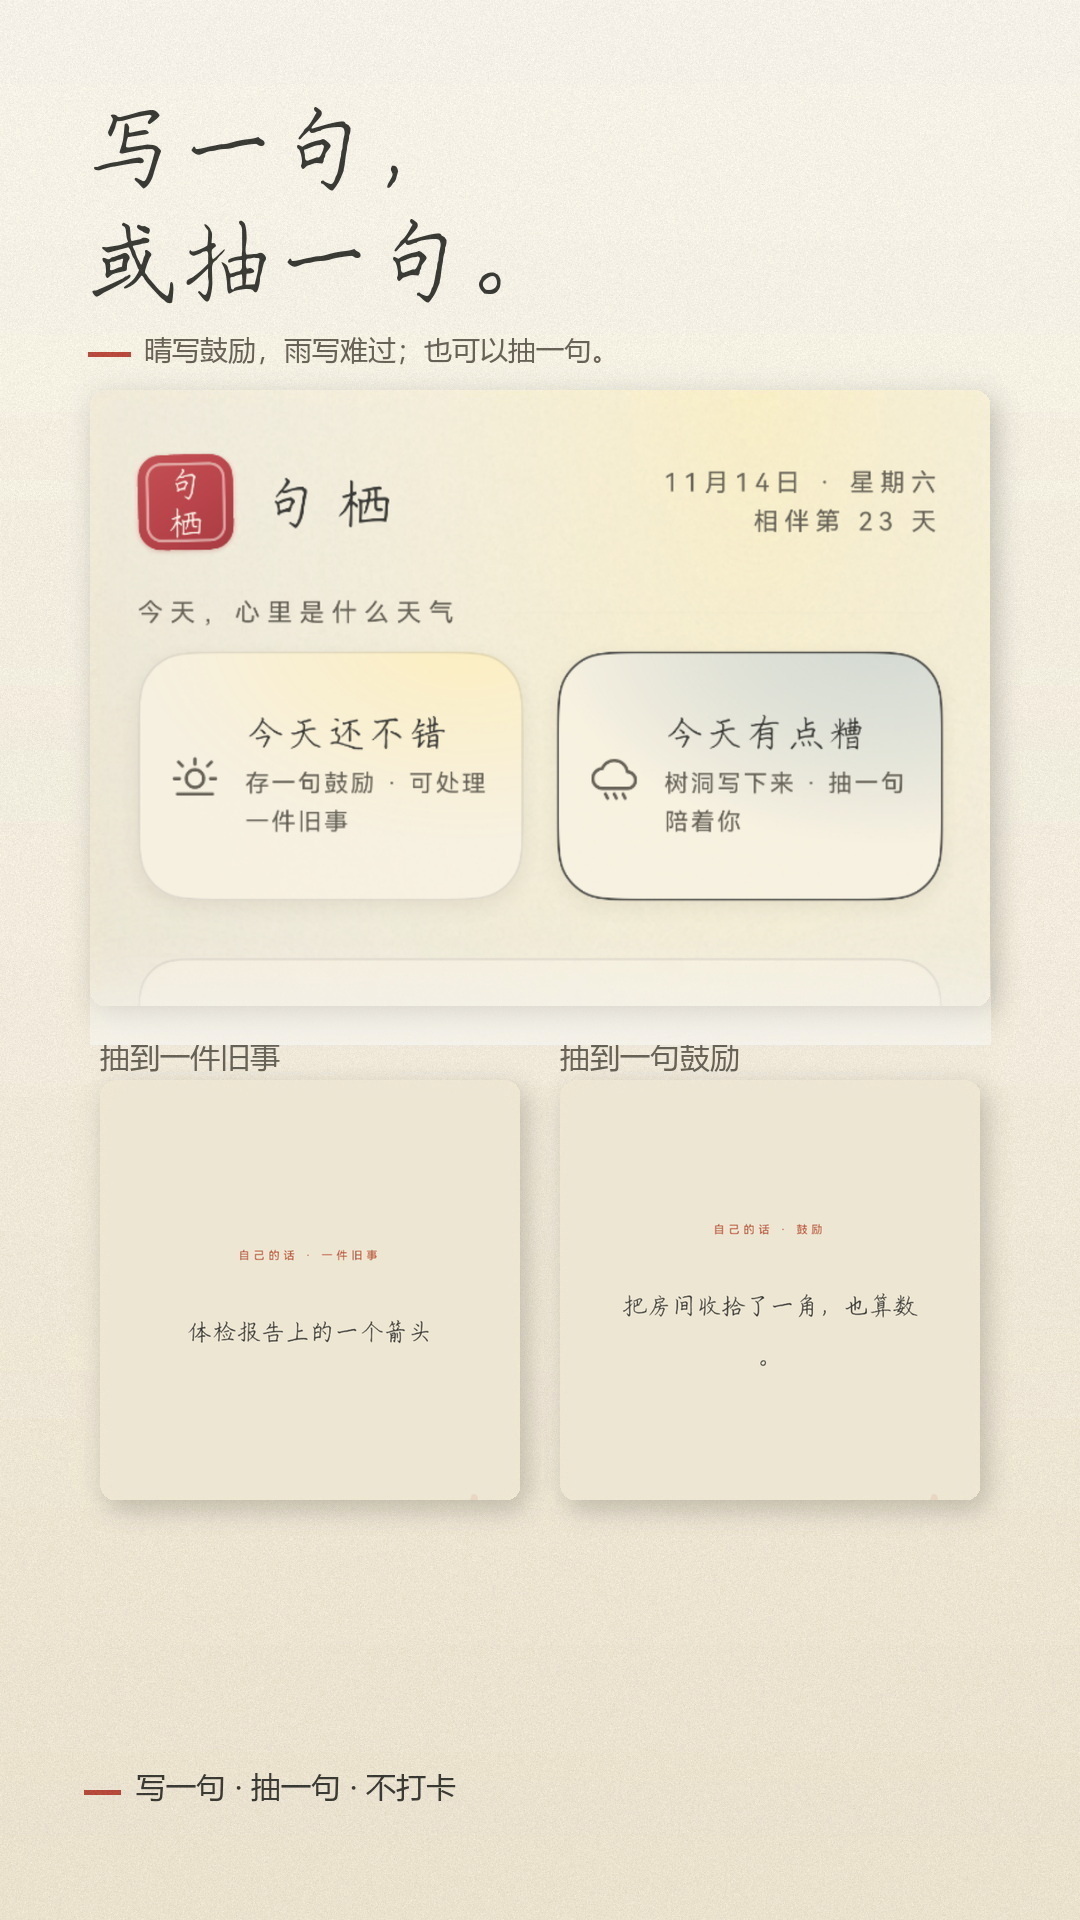 写一句，
或抽一句。
晴写鼓励，雨写难过；也可以抽一句。
句栖
句栖
11月14日 · 星期六
相伴第 23 天
今天，心里是什么天气
今天还不错
存一句鼓励 · 可处理
一件旧事
今天有点糟
树洞写下来 · 抽一句
陪着你
抽到一件旧事
抽到一句鼓励
自己的话 · 一件旧事
体检报告上的一个箭头
自己的话 · 鼓励
把房间收拾了一角，也算数
。
写一句 · 抽一句 · 不打卡